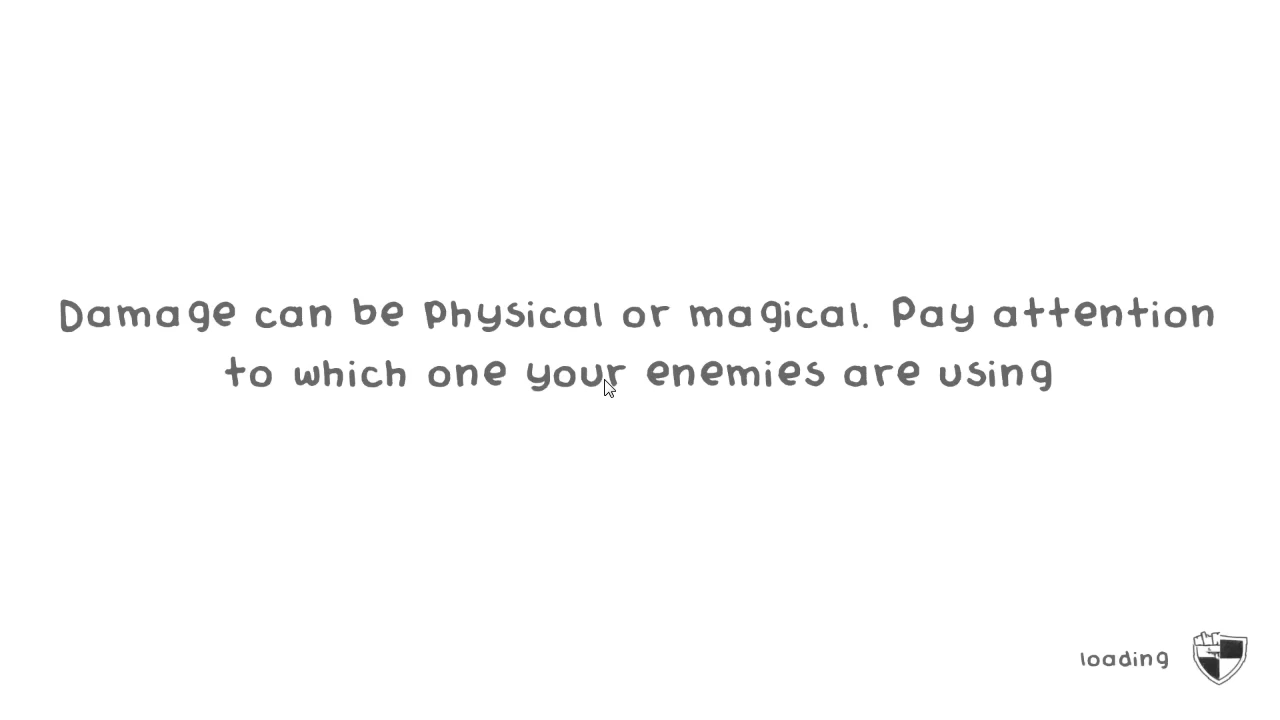 Damage can be physical or magical. Pay attention
to which one your enemies are using
loading